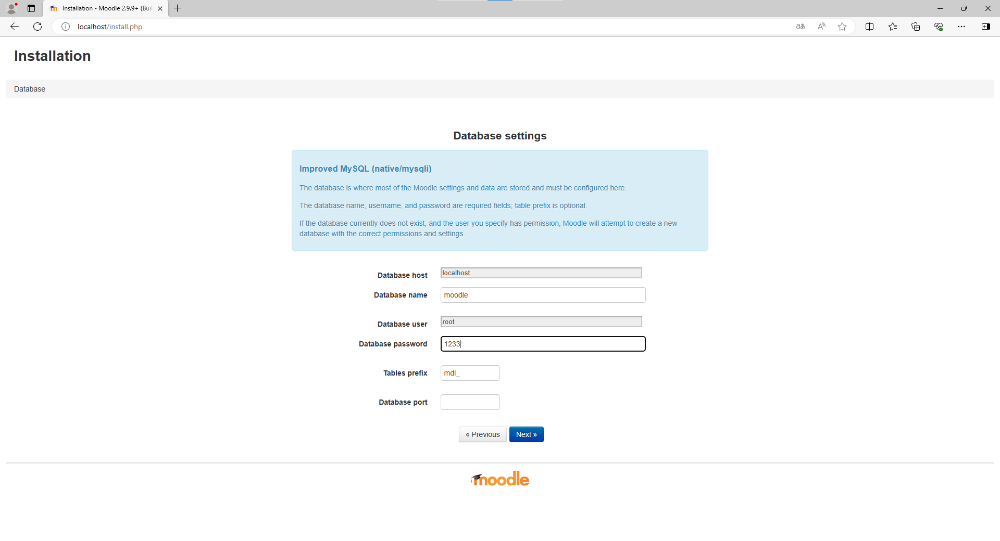 Installation - Moodle 2.9.9+ (Buil
localhost/install.php
Installation
Database
Database settings
Improved MySQL (native/mysqli)
The database is where most of the Moodle settings and data are stored and must be configured here.
The database name, username, and password are required fields; table prefix is optional.
If the database currently does not exist, and the user you specify has permission, Moodle will attempt to create a new
database with the correct permissions and settings.
Database host localhost
Database name moodle
Database user root
Database password 1233
Tables prefix mdl_
Database port
« Previous Next »
moodle